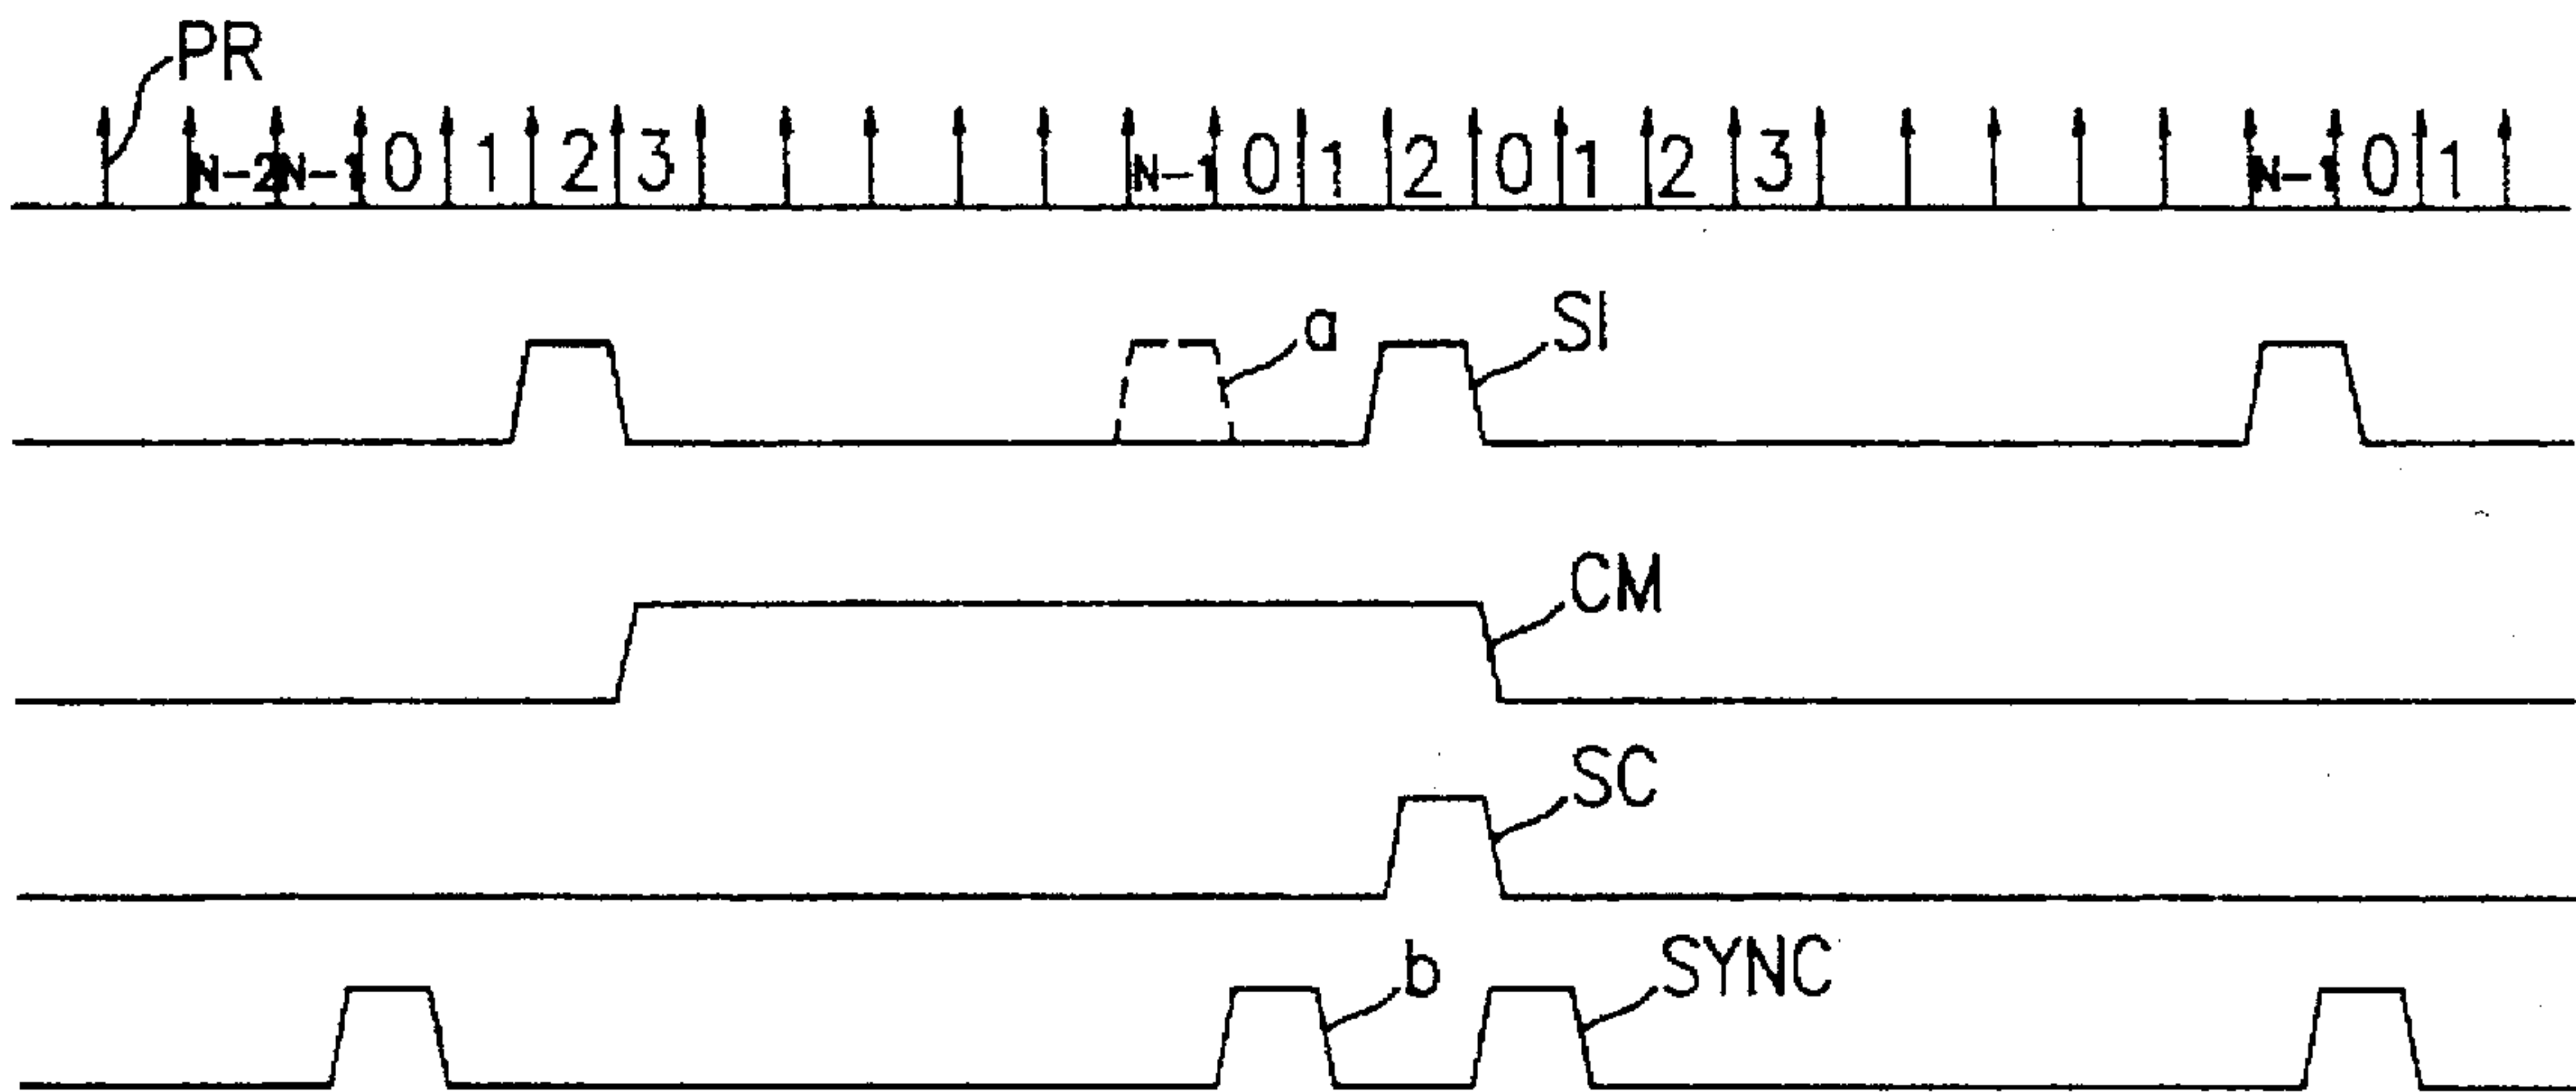 PR
N-2 N-1 0 1 2 3 N-1 0 1 2 0 1 2 3 N-1 0 1
a SI
CM
SC
b SYNC